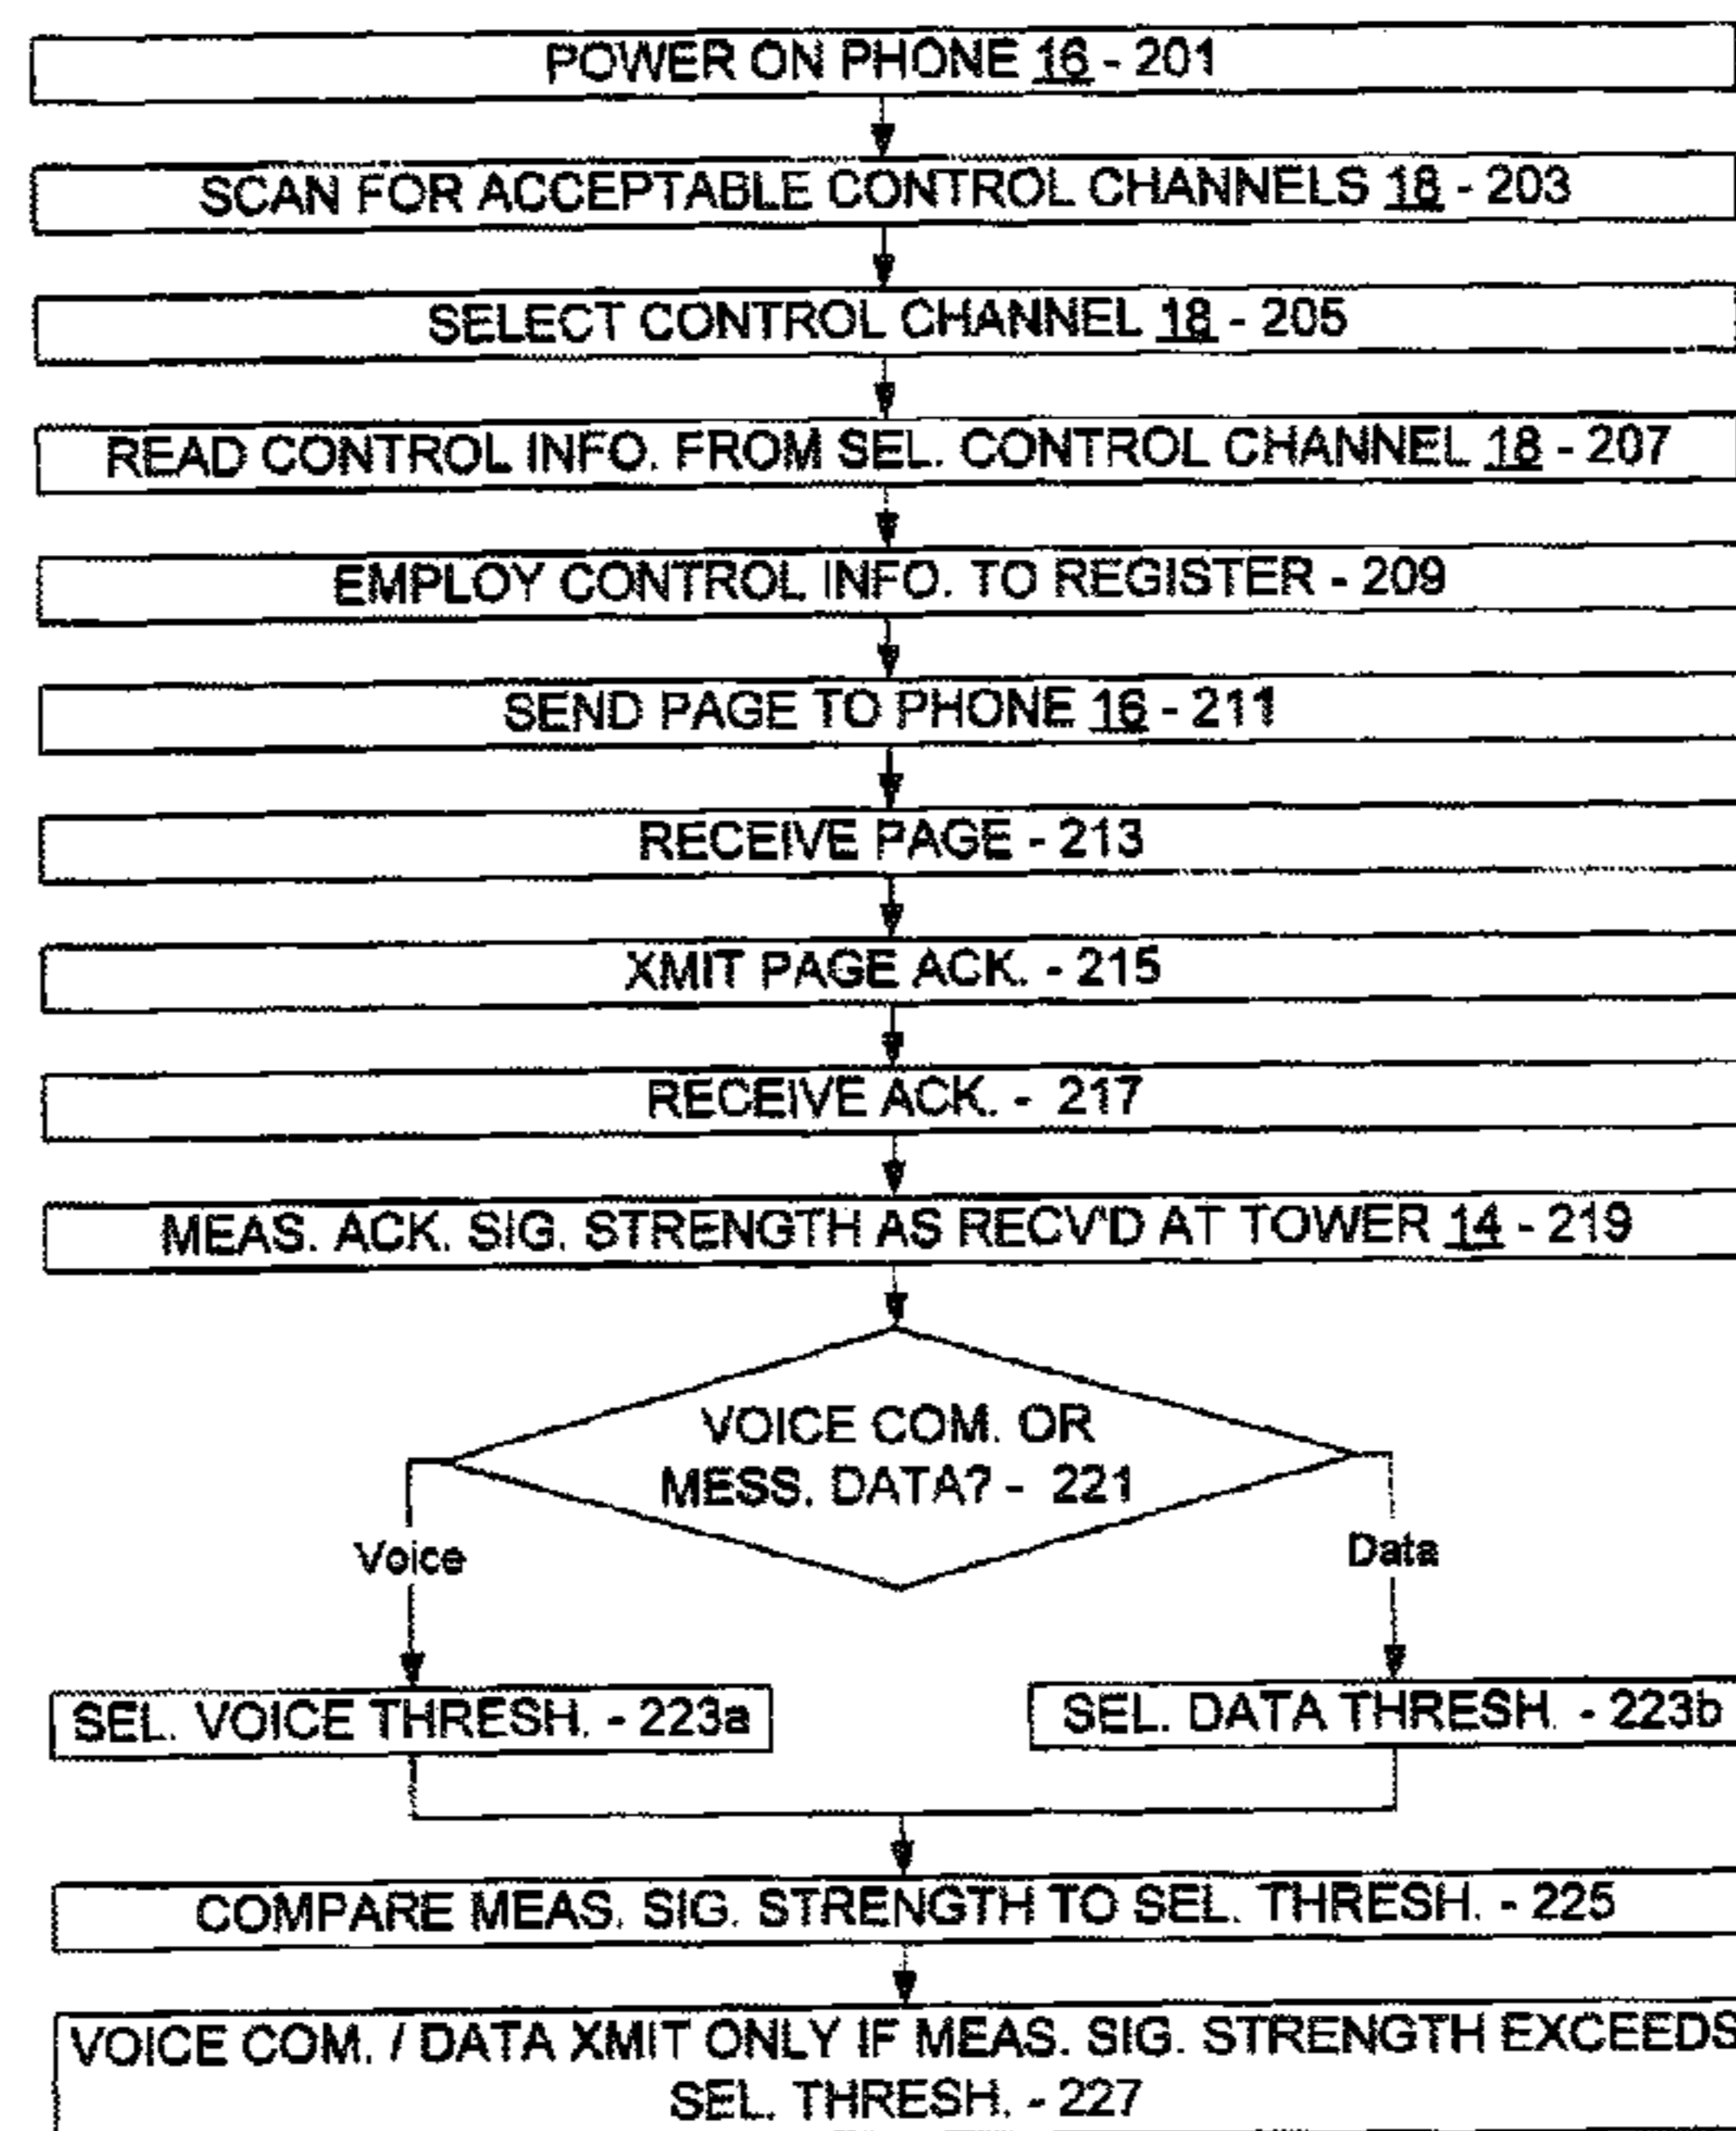 POWER ON PHONE 16 - 201
SCAN FOR ACCEPTABLE CONTROL CHANNELS 18 - 203
SELECT CONTROL CHANNEL 18 - 205
READ CONTROL INFO. FROM SEL. CONTROL CHANNEL 18 - 207
EMPLOY CONTROL INFO. TO REGISTER - 209
SEND PAGE TO PHONE 16 - 211
RECEIVE PAGE - 213
XMIT PAGE ACK. - 215
RECEIVE ACK. - 217
MEAS. ACK. SIG. STRENGTH AS RECV'D AT TOWER 14 - 219
VOICE COM. OR
MESS. DATA? - 221
Voice
Data
SEL. VOICE THRESH. - 223a
SEL. DATA THRESH. - 223b
COMPARE MEAS. SIG. STRENGTH TO SEL. THRESH. - 225
VOICE COM. / DATA XMIT ONLY IF MEAS. SIG. STRENGTH EXCEEDS
SEL. THRESH. - 227